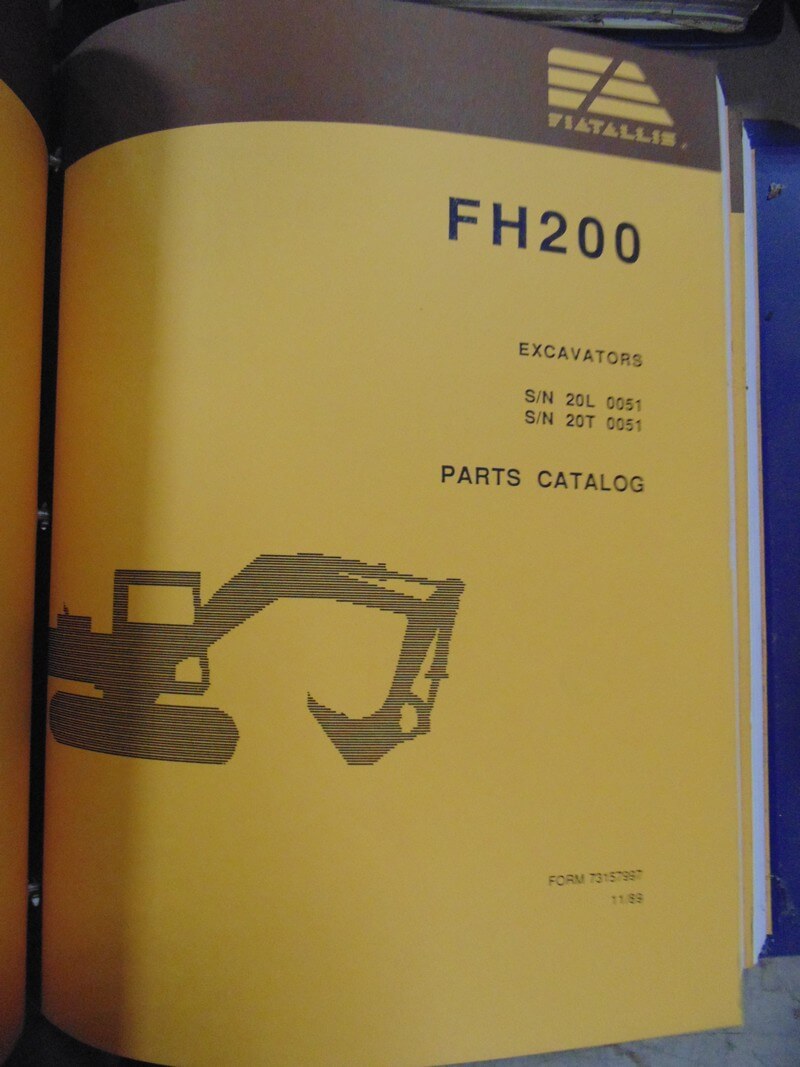 FIATALLIS
FH200
EXCAVATORS
S/N 20L 0051
S/N 20T 0051
PARTS CATALOG
FORM 73157997
11/89